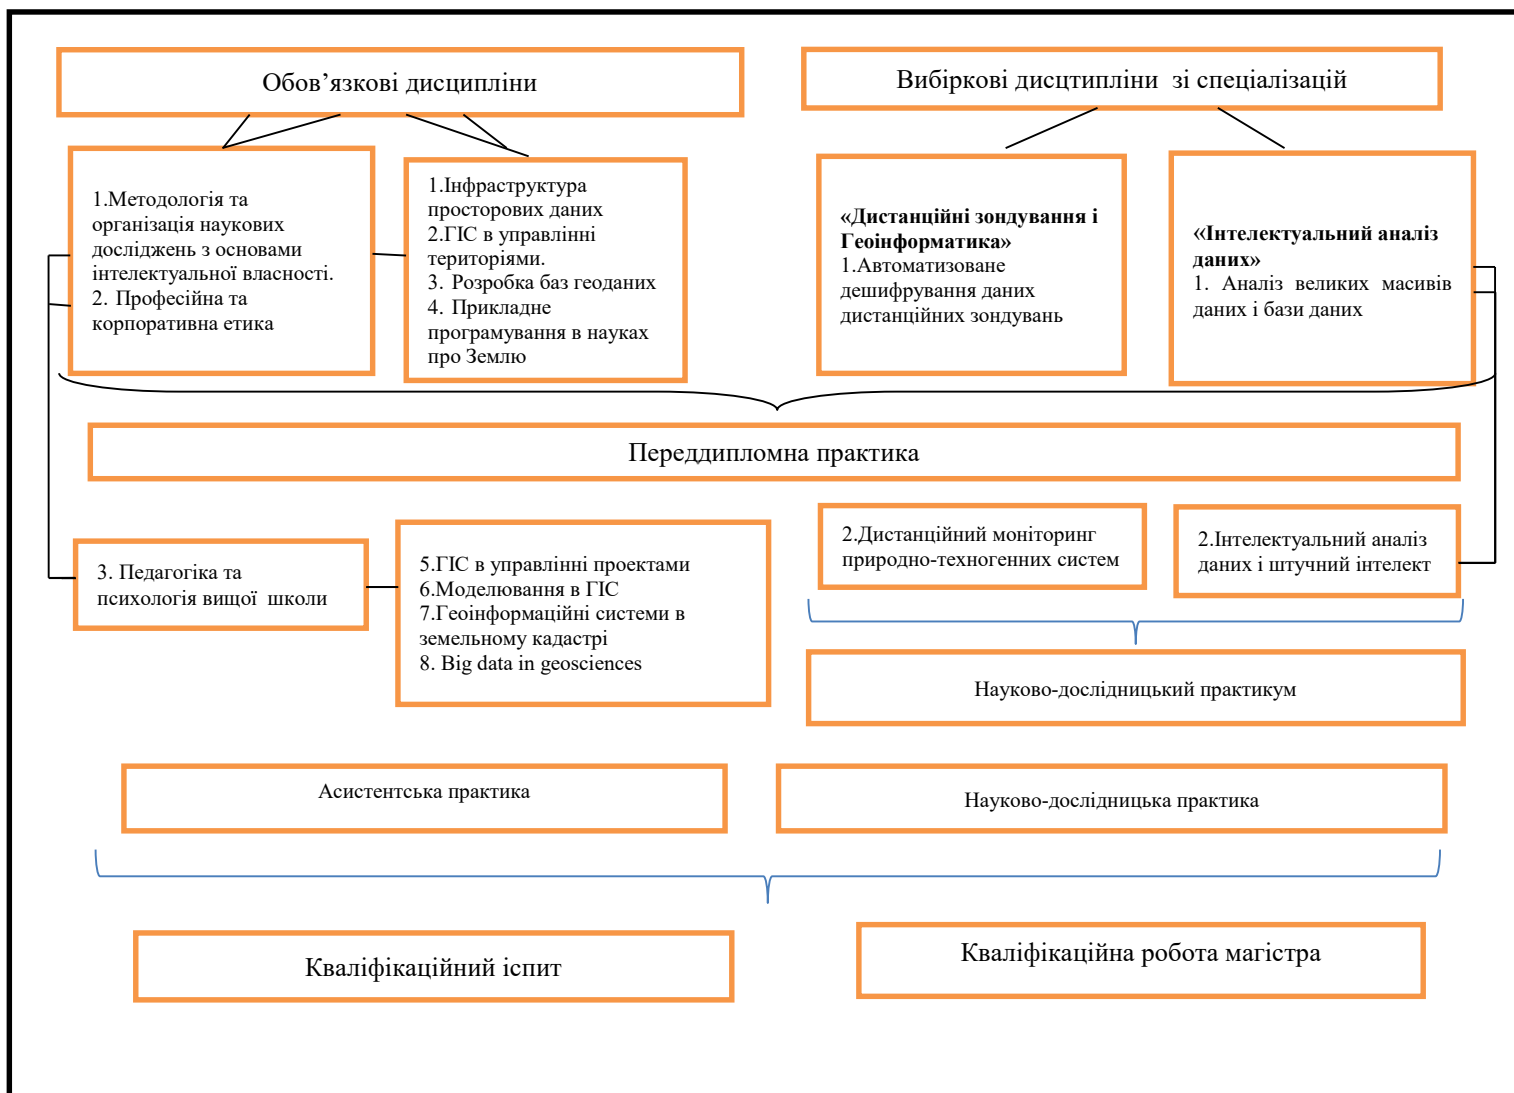 Обов’язкові дисципліни
Вибіркові дисцтипліни зі спеціалізацій
1.Методологія та
організація наукових
досліджень з основами
інтелектуальної власності.
2. Професійна та
корпоративна етика
1.Інфраструктура
просторових даних
2.ГІС в управлінні
територіями.
3. Розробка баз геоданих
4. Прикладне
програмування в науках
про Землю
«Дистанційні зондування і
Геоінформатика»
1.Автоматизоване
дешифрування даних
дистанційних зондувань
«Інтелектуальний аналіз
даних»
1. Аналіз великих масивів
даних і бази даних
Переддипломна практика
3. Педагогіка та
психологія вищої школи
5.ГІС в управлінні проектами
6.Моделювання в ГІС
7.Геоінформаційні системи в
земельному кадастрі
8. Big data in geosciences
2.Дистанційний моніторинг
природно-техногенних систем
2.Інтелектуальний аналіз
даних і штучний інтелект
Науково-дослідницький практикум
Асистентська практика
Науково-дослідницька практика
Кваліфікаційний іспит
Кваліфікаційна робота магістра